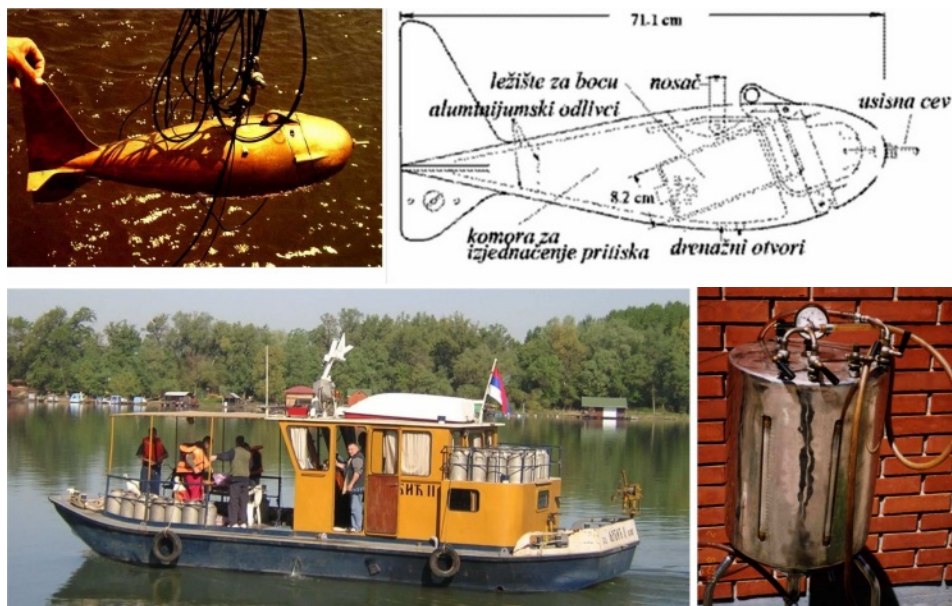 71.1 cm
ležište za bocu
nosač
aluminijumski odlivci
usisna cev
8.2 cm
komora za
izjednačenje pritiska
drenažni otvori